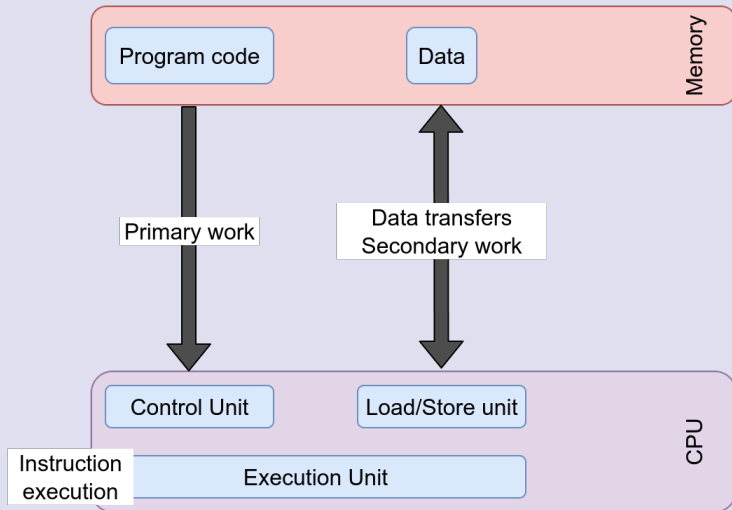 Program code
Data
Memory
Primary work
Data transfers
Secondary work
Control Unit
Load/Store unit
CPU
Instruction
execution
Execution Unit